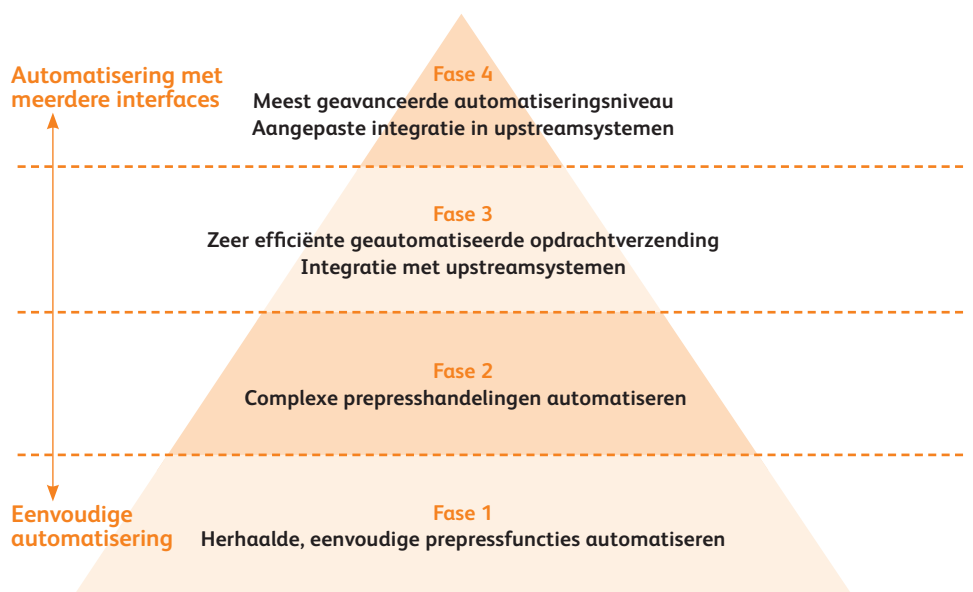 Automatisering met
meerdere interfaces
Fase 4
Meest geavanceerde automatiseringsniveau
Aangepaste integratie in upstreamsystemen
Fase 3
Zeer efficiënte geautomatiseerde opdrachtverzending
Integratie met upstreamsystemen
Fase 2
Complexe prepresshandelingen automatiseren
Eenvoudige
automatisering
Fase 1
Herhaalde, eenvoudige prepressfuncties automatiseren